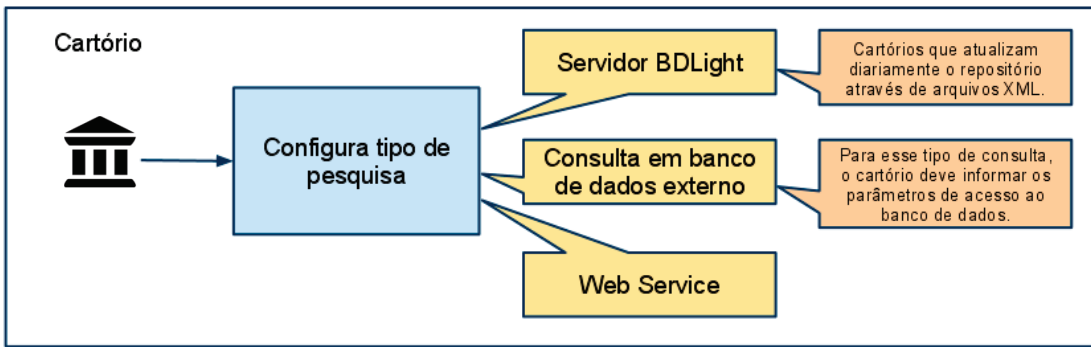 Cartório
Configura tipo de
pesquisa
Servidor BDLight
Cartórios que atualizam
diariamente o repositório
através de arquivos XML.
Consulta em banco
de dados externo
Para esse tipo de consulta,
o cartório deve informar os
parâmetros de acesso ao
banco de dados.
Web Service